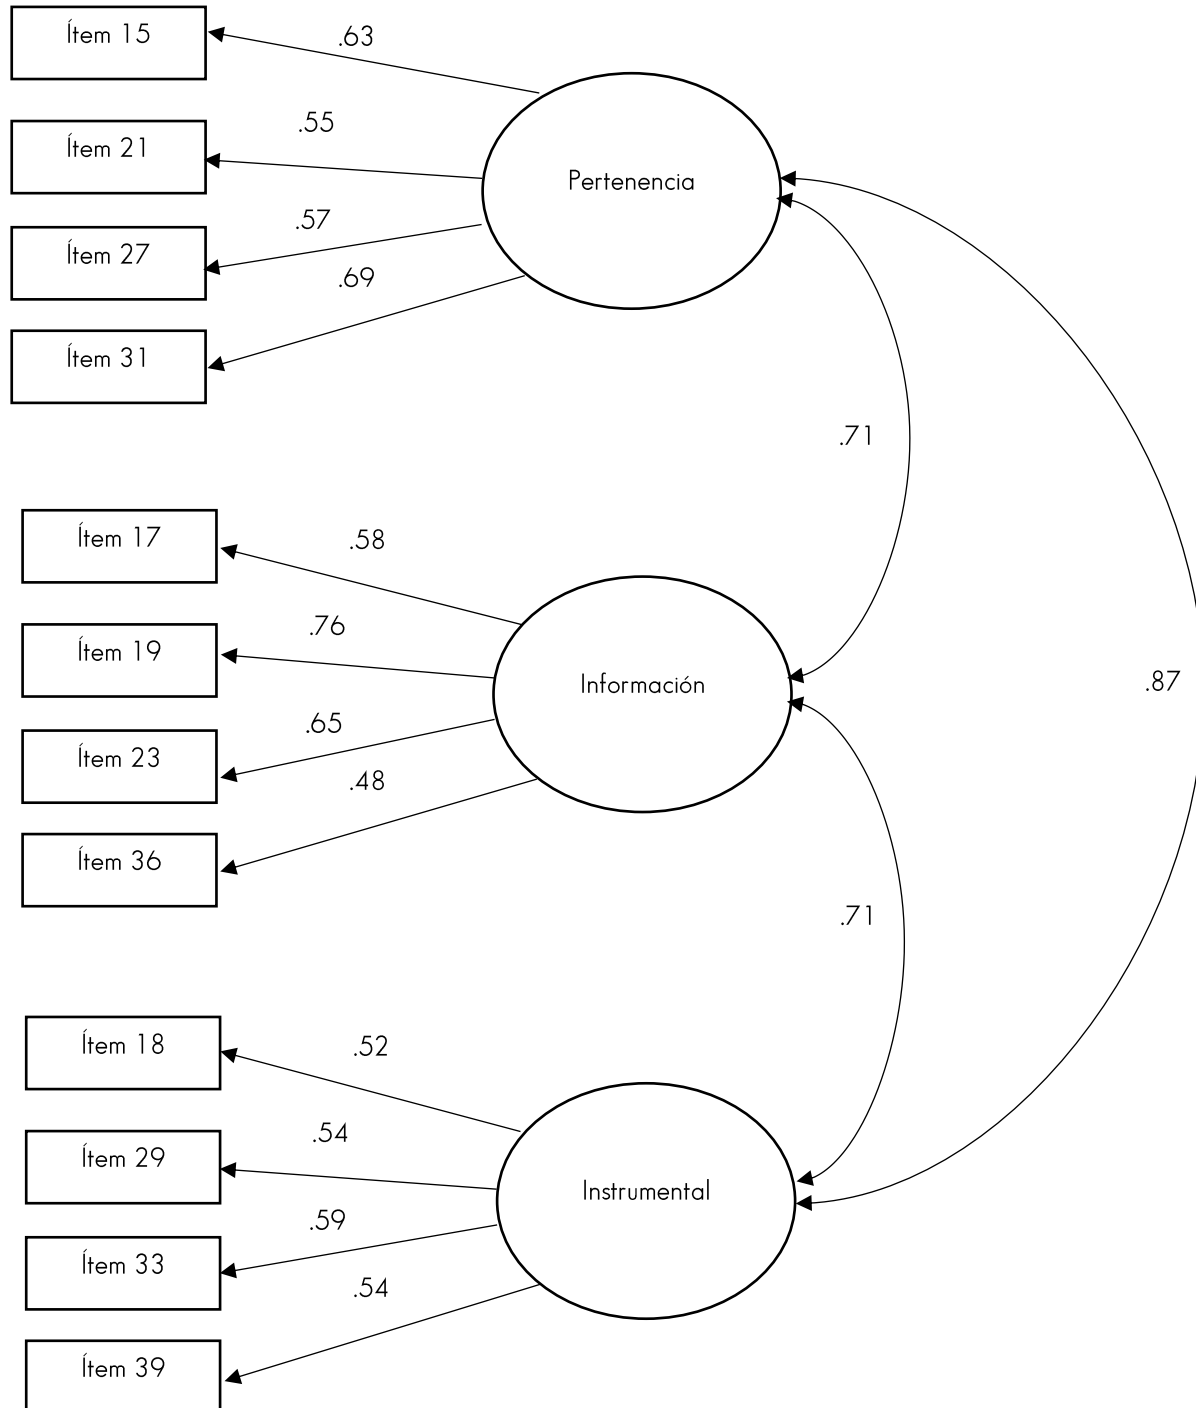 Ítem 15
.63
.55
Ítem 21
Pertenencia
.57
Ítem 27
.69
Ítem 31
.71
Ítem 17
.58
.76
Ítem 19
Información
.87
.65
Ítem 23
.48
Ítem 36
.71
Ítem 18
.52
.54
Ítem 29
Instrumental
.59
Ítem 33
.54
Ítem 39